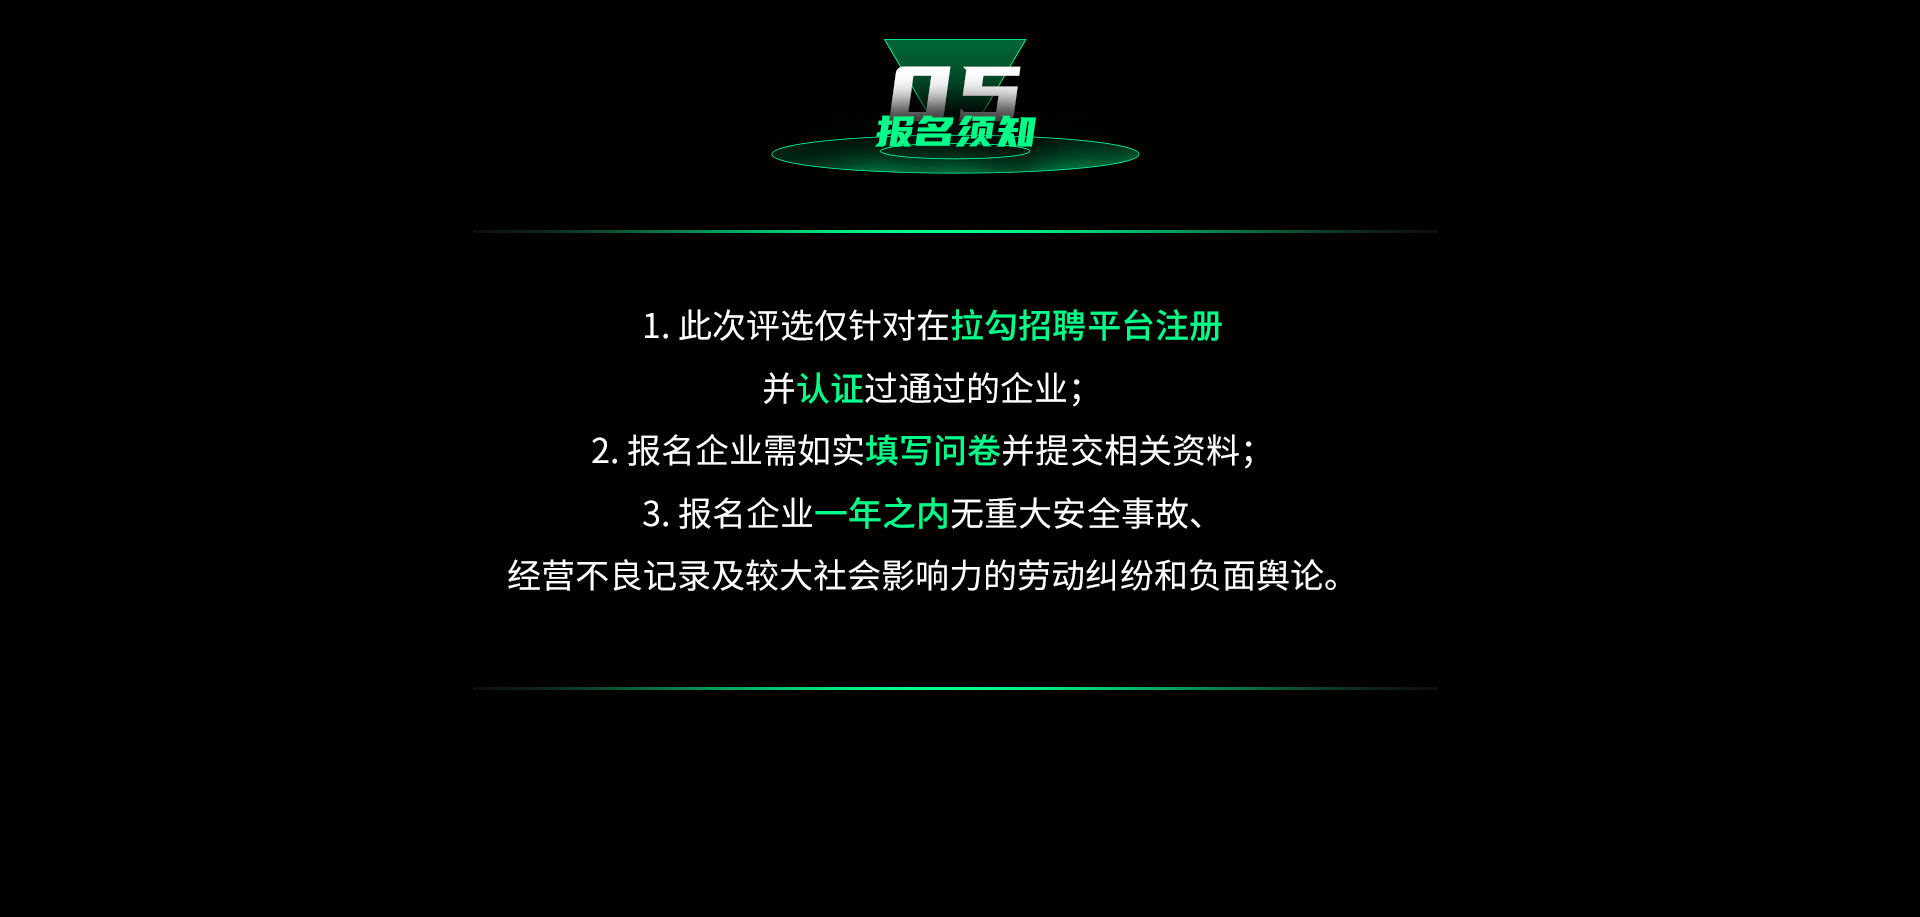 05
报名须知
1. 此次评选仅针对在拉勾招聘平台注册
并认证过通过的企业；
2. 报名企业需如实填写问卷并提交相关资料；
3. 报名企业一年之内无重大安全事故、
经营不良记录及较大社会影响力的劳动纠纷和负面舆论。